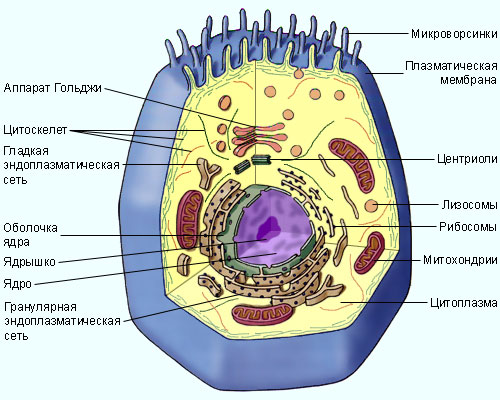 Микроворсинки
Плазматическая
мембрана
Аппарат Гольджи
Цитоскелет
Гладкая
эндоплазматическая
сеть
Центриоли
Лизосомы
Рибосомы
Оболочка
ядра
Ядрышко
Митохондрии
Ядро
Гранулярная
эндоплазматическая
сеть
Цитоплазма